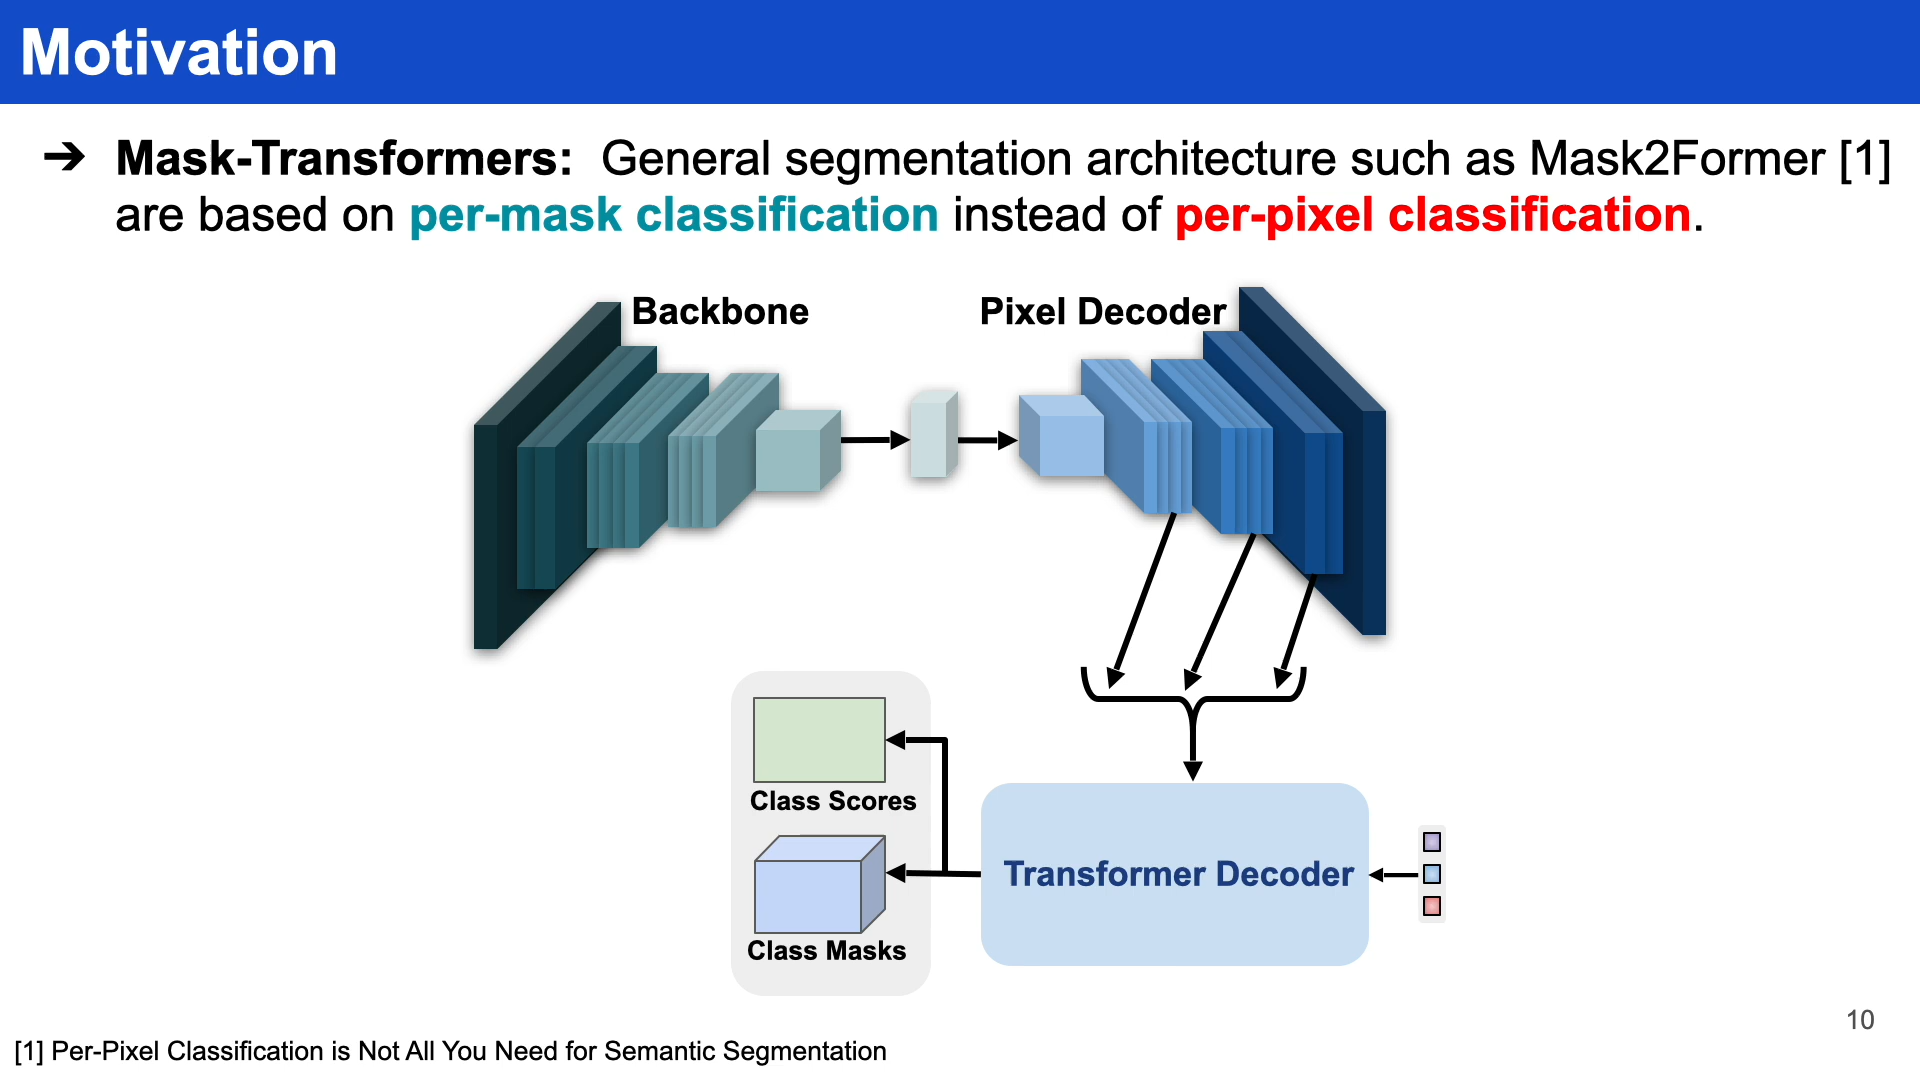 Motivation
➔ Mask-Transformers: General segmentation architecture such as Mask2Former [1]
are based on per-mask classification instead of per-pixel classification.
Backbone
Pixel Decoder
Class Scores
Transformer Decoder
Class Masks
10
[1] Per-Pixel Classification is Not All You Need for Semantic Segmentation